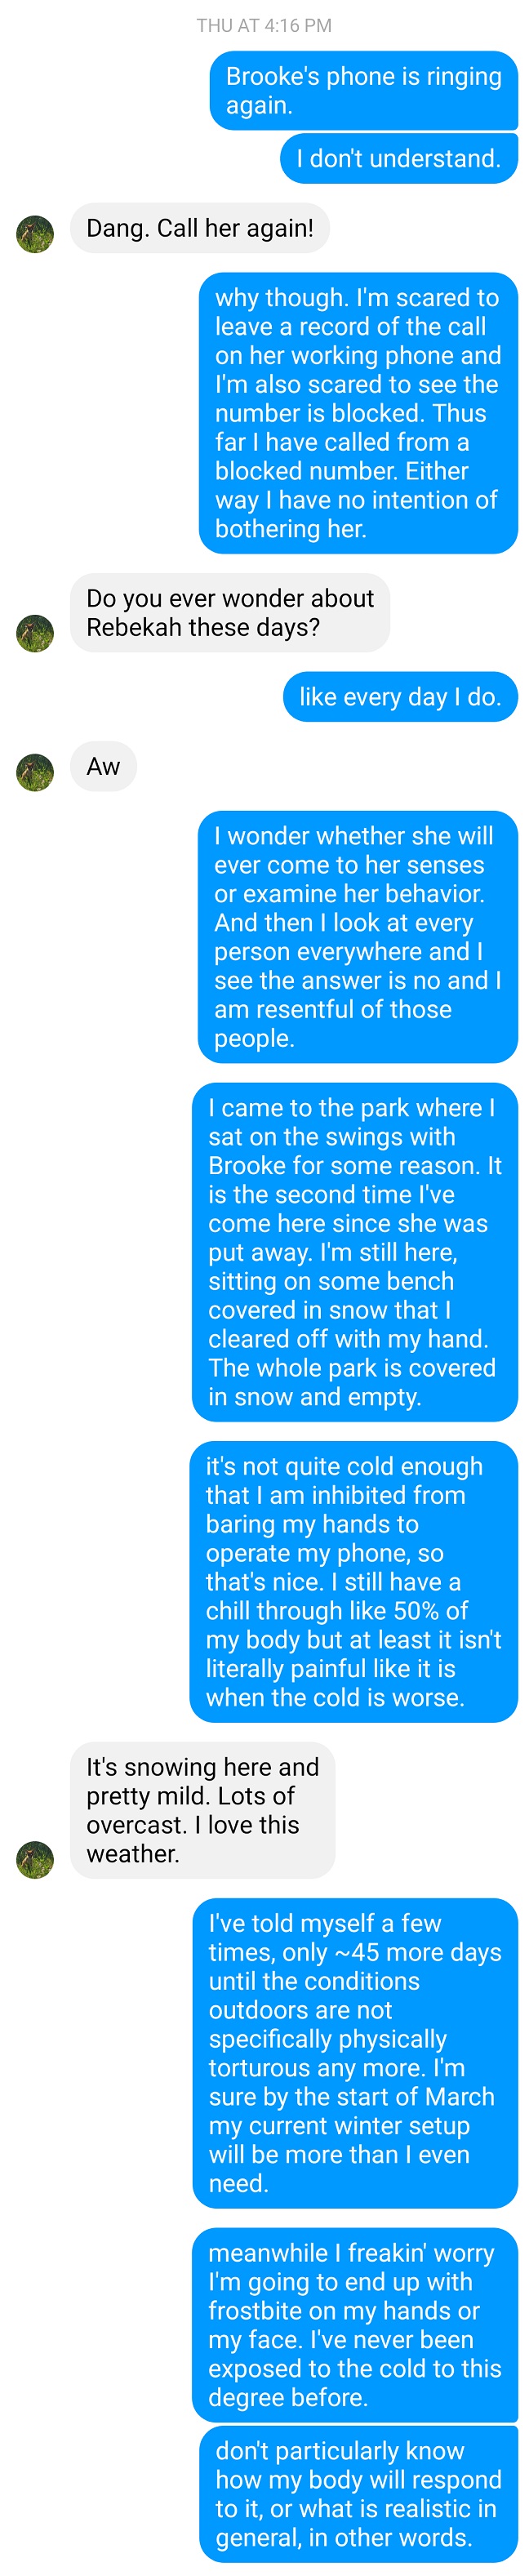 THU AT 4:16 PM
Brooke's phone is ringing
again.
I don't understand.
Dang. Call her again!
why though. I'm scared to
leave a record of the call
on her working phone and
I'm also scared to see the
number is blocked. Thus
far I have called from a
blocked number. Either
way I have no intention of
bothering her.
Do you ever wonder about
Rebekah these days?
like every day I do.
Aw
I wonder whether she will
ever come to her senses
or examine her behavior.
And then I look at every
person everywhere and I
see the answer is no and I
am resentful of those
people.
I came to the park where I
sat on the swings with
Brooke for some reason. It
is the second time I've
come here since she was
put away. I'm still here,
sitting on some bench
covered in snow that I
cleared off with my hand.
The whole park is covered
in snow and empty.
it's not quite cold enough
that I am inhibited from
baring my hands to
operate my phone, so
that's nice. I still have a
chill through like 50% of
my body but at least it isn't
literally painful like it is
when the cold is worse.
It's snowing here and
pretty mild. Lots of
overcast. I love this
weather.
I've told myself a few
times, only ~45 more days
until the conditions
outdoors are not
specifically physically
torturous any more. I'm
sure by the start of March
my current winter setup
will be more than I even
need.
meanwhile I freakin' worry
I'm going to end up with
frostbite on my hands or
my face. I've never been
exposed to the cold to this
degree before.
don't particularly know
how my body will respond
to it, or what is realistic in
general, in other words.